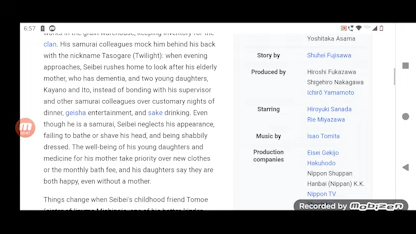 6:57
works in the grain warehouse, keeping inventory for the
clan. His samurai colleagues mock him behind his back
with the nickname Tasogare (Twilight): when evening
approaches, Seibei rushes home to look after his elderly
mother, who has dementia, and two young daughters,
Kayano and Ito, instead of bonding with his supervisor
and other samurai colleagues over customary nights of
dinner, geisha entertainment, and sake drinking. Even
though he is a samurai, Seibei neglects his appearance,
failing to bathe or shave his head, and being shabbily
dressed. The well-being of his young daughters and
medicine for his mother take priority over new clothes
or the monthly bath fee, and his daughters say they are
both happy, even without a mother.
Things change when Seibei's childhood friend Tomoe
Yoshitaka Asama
Story by Shuhei Fujisawa
Produced by Hiroshi Fukazawa
Shigehiro Nakagawa
Ichirō Yamamoto
Starring Hiroyuki Sanada
Rie Miyazawa
Music by Isao Tomita
Production Eisei Gekijo
companies Hakuhodo
Nippon Shuppan
Hanbai (Nippan) K.K.
Nippon TV
Recorded by
Mobizen